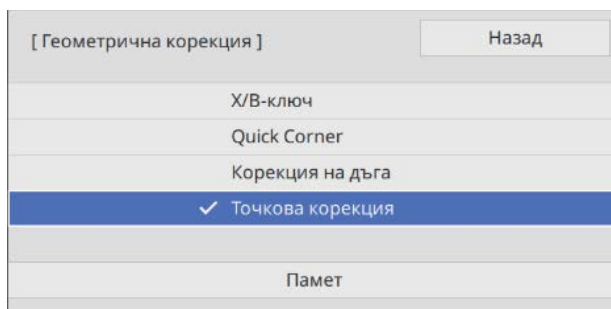 [ Геометрична корекция ]
Назад
Х/В-ключ
Quick Corner
Корекция на дъга
Точкова корекция
Памет